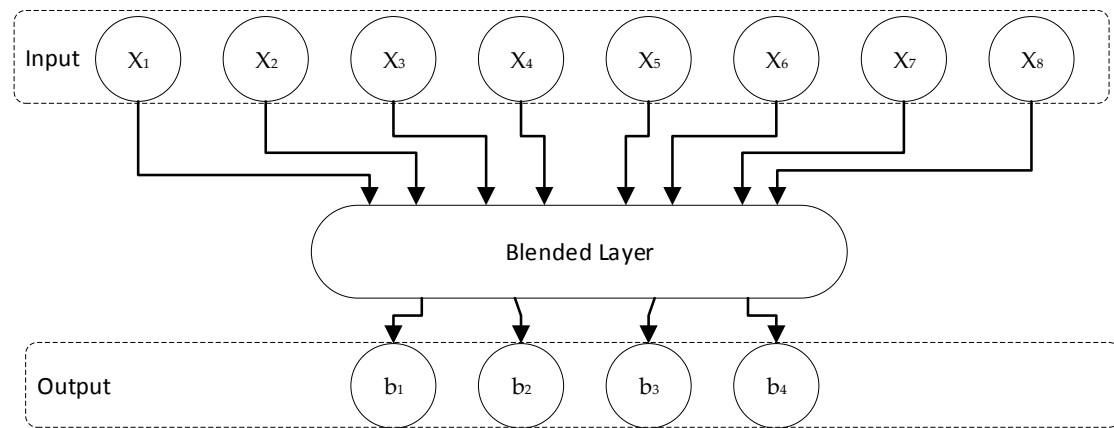 Input X₁ X₂ X₃ X₄ X₅ X₆ X₇ X₈
Blended Layer
Output b₁ b₂ b₃ b₄